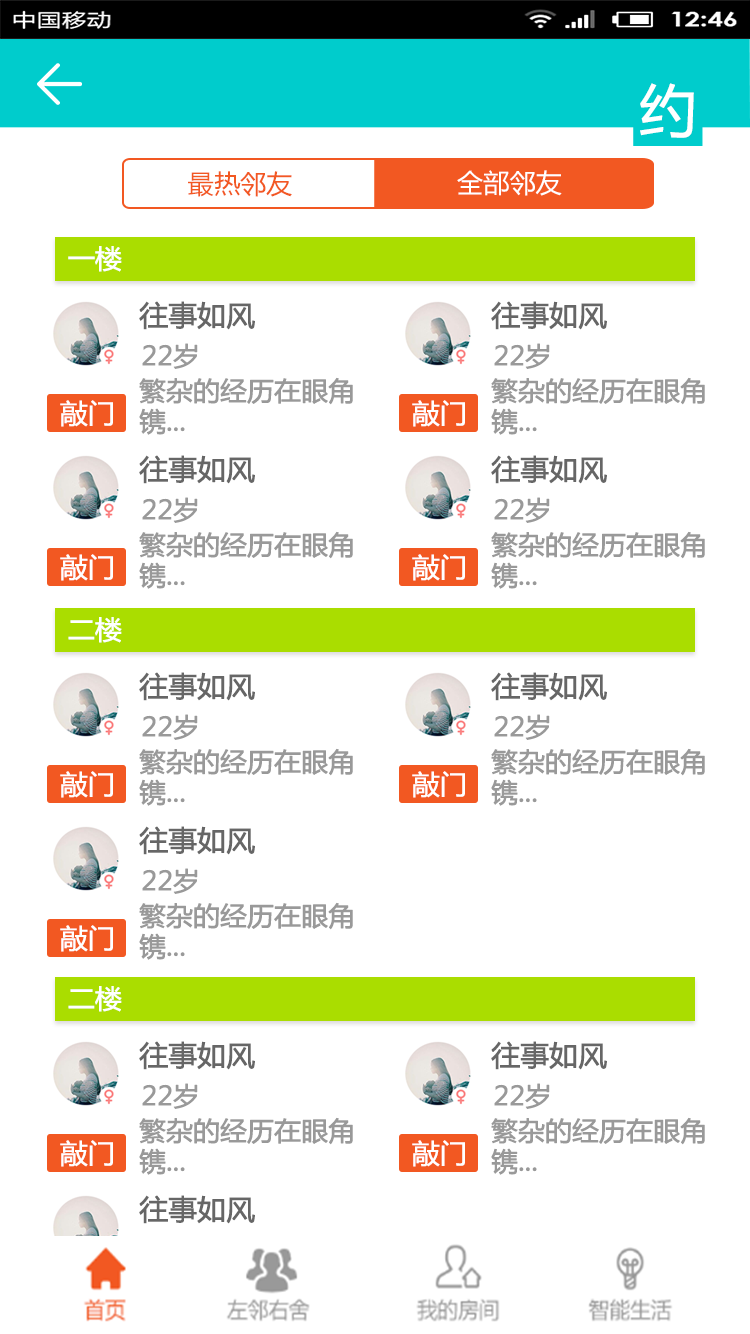 中国移动 12:46
约
最热邻友 全部邻友
一楼
往事如风 往事如风
22岁 22岁
繁杂的经历在眼角 繁杂的经历在眼角
敲门 镌... 敲门 镌...
往事如风 往事如风
22岁 22岁
繁杂的经历在眼角 繁杂的经历在眼角
敲门 镌... 敲门 镌...
二楼
往事如风 往事如风
22岁 22岁
繁杂的经历在眼角 繁杂的经历在眼角
敲门 镌... 敲门 镌...
往事如风
22岁
繁杂的经历在眼角
敲门 镌...
二楼
往事如风 往事如风
22岁 22岁
繁杂的经历在眼角 繁杂的经历在眼角
敲门 镌... 敲门 镌...
往事如风
首页 左邻右舍 我的房间 智能生活